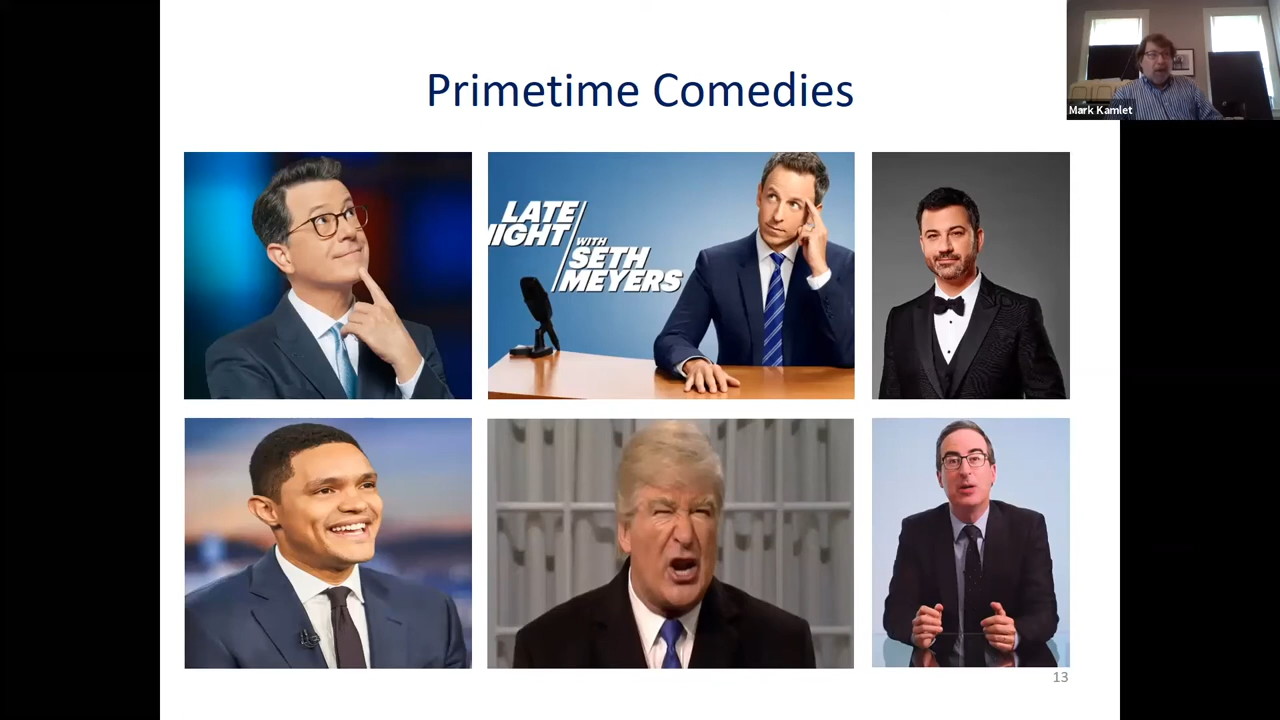 Primetime Comedies
Mark Kamlet
LATE
NIGHT
WITH
SETH
MEYERS
13